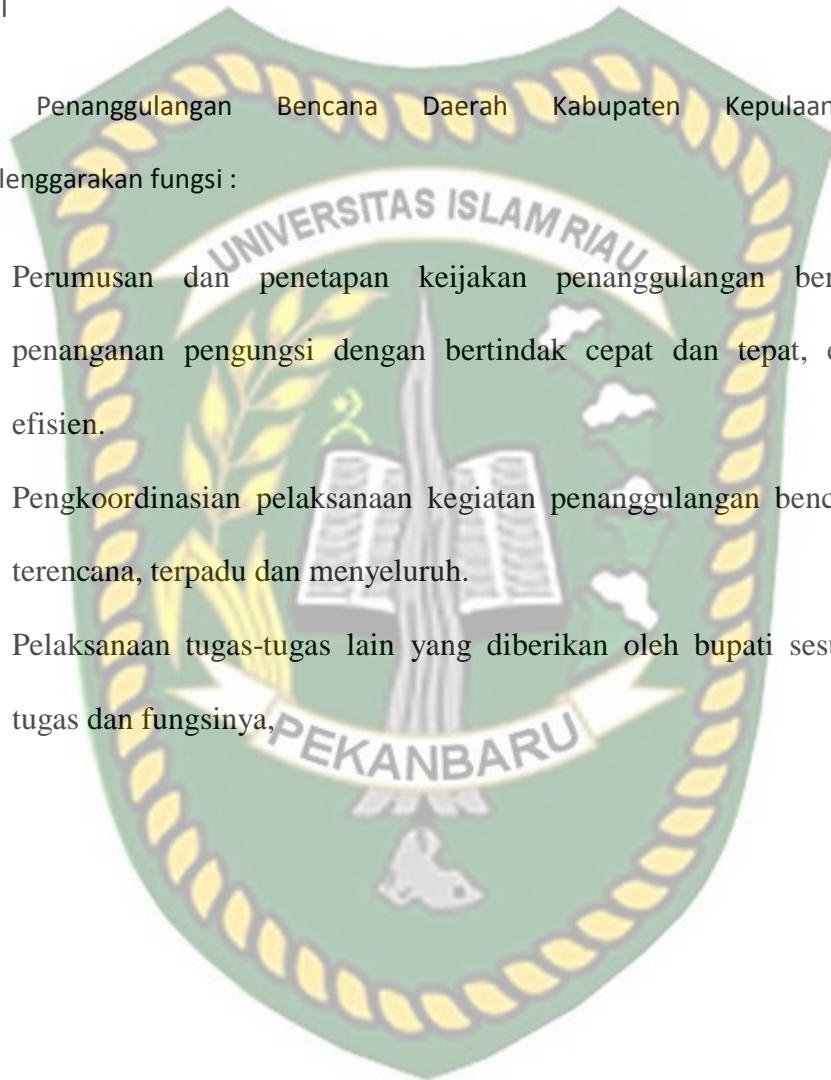 Penanggulangan Bencana Daerah Kabupaten Kepulaan
lenggarakan fungsi :
UNIVERSITAS ISLAM RIAU
Perumusan dan penetapan keijakan penanggulangan ben
penanganan pengungsi dengan bertindak cepat dan tepat, e
efisien.
Pengkoordinasian pelaksanaan kegiatan penanggulangan benc
terencana, terpadu dan menyeluruh.
Pelaksanaan tugas-tugas lain yang diberikan oleh bupati sesu
tugas dan fungsinya,
PEKANBARU